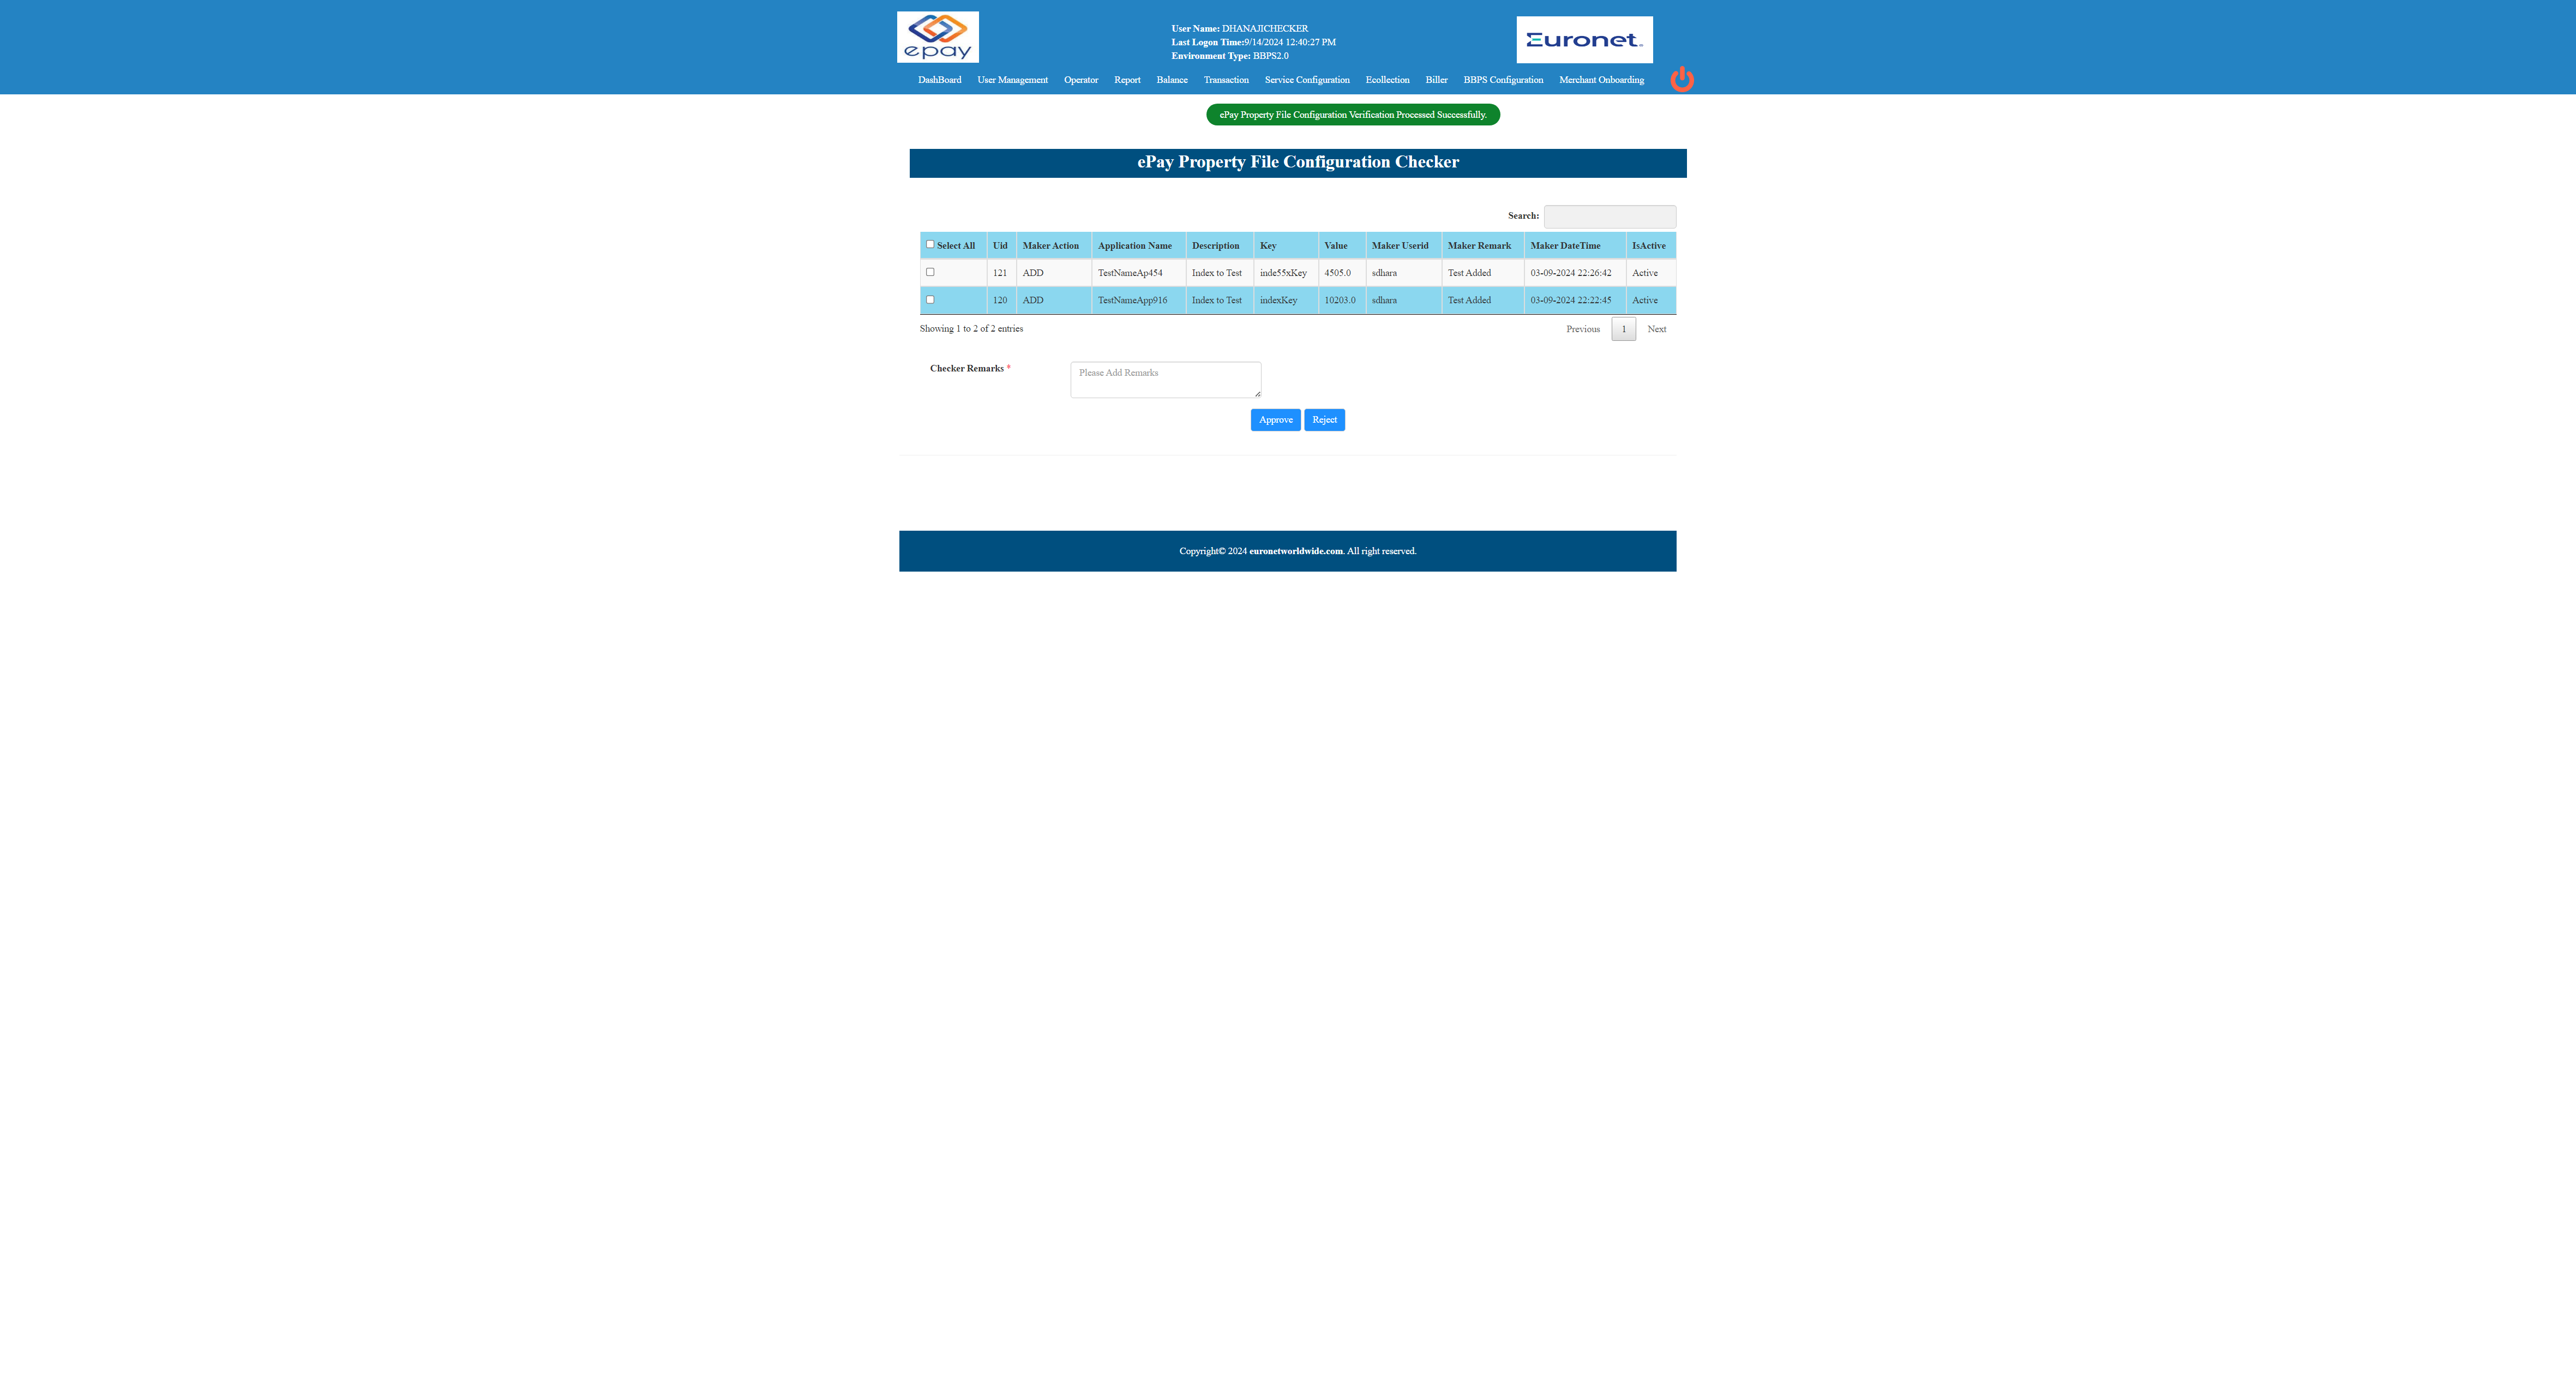 epay
User Name: DHANAJICHECKER
Last Logon Time:9/14/2024 12:40:27 PM
Environment Type: BBPS2.0
Euronet
DashBoard User Management Operator Report Balance Transaction Service Configuration Ecollection Biller BBPS Configuration Merchant Onboarding
ePay Property File Configuration Verification Processed Successfully.
ePay Property File Configuration Checker
Search:
Select All Uid Maker Action Application Name Description Key Value Maker Userid Maker Remark Maker DateTime IsActive
121 ADD TestNameAp454 Index to Test inde55xKey 4505.0 sdhara Test Added 03-09-2024 22:26:42 Active
120 ADD TestNameApp916 Index to Test indexKey 10203.0 sdhara Test Added 03-09-2024 22:22:45 Active
Showing 1 to 2 of 2 entries
Previous 1 Next
Checker Remarks *
Please Add Remarks
Approve Reject
Copyright© 2024 euronetworldwide.com. All right reserved.